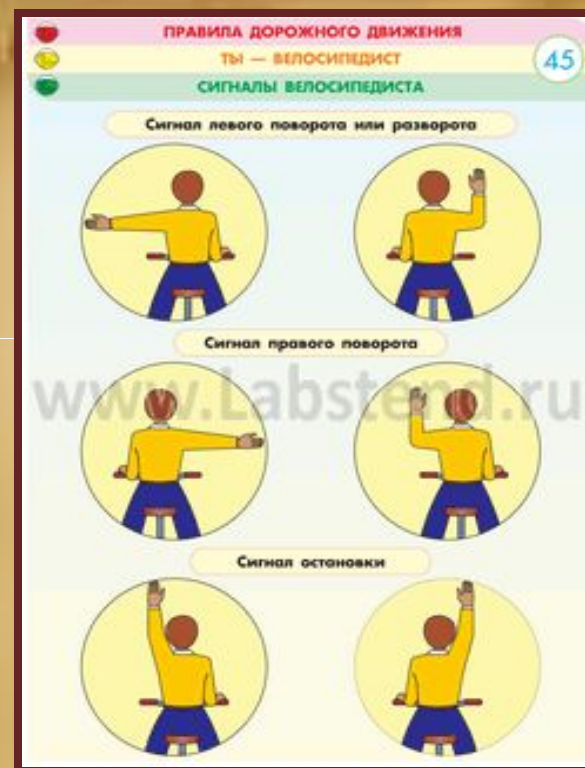 ПРАВИЛА ДОРОЖНОГО ДВИЖЕНИЯ
ТЫ — ВЕЛОСИПЕДИСТ
45
СИГНАЛЫ ВЕЛОСИПЕДИСТА
Сигнал левого поворота или разворота
Сигнал правого поворота
www.Labstend.ru
Сигнал остановки